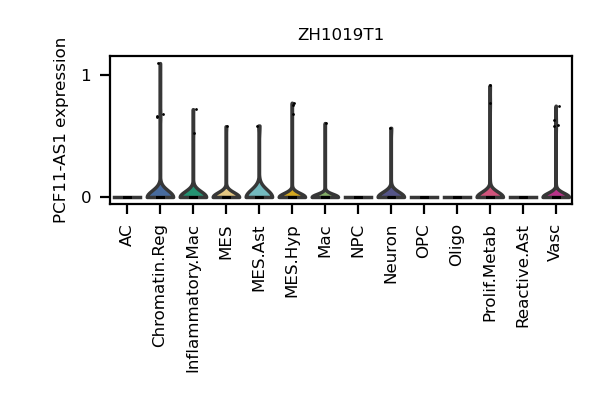 ZH1019T1
PCF11-AS1 expression
1
0
AC
Chromatin.Reg
Inflammatory.Mac
MES
MES.Ast
MES.Hyp
Mac
NPC
Neuron
OPC
Oligo
Prolif.Metab
Reactive.Ast
Vasc